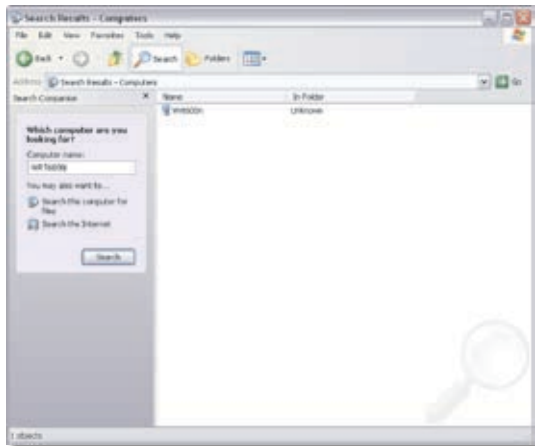 Search Results - Computers
File Edit View Favorites Tools Help
Back Search Folders
Address Search Results - Computers Go
Search Companion
Name In Folder
Unknown
Which computer are you
looking for?
Computer name:
You may also want to...
Search this computer for
files
Search the Internet
Search
1 objects